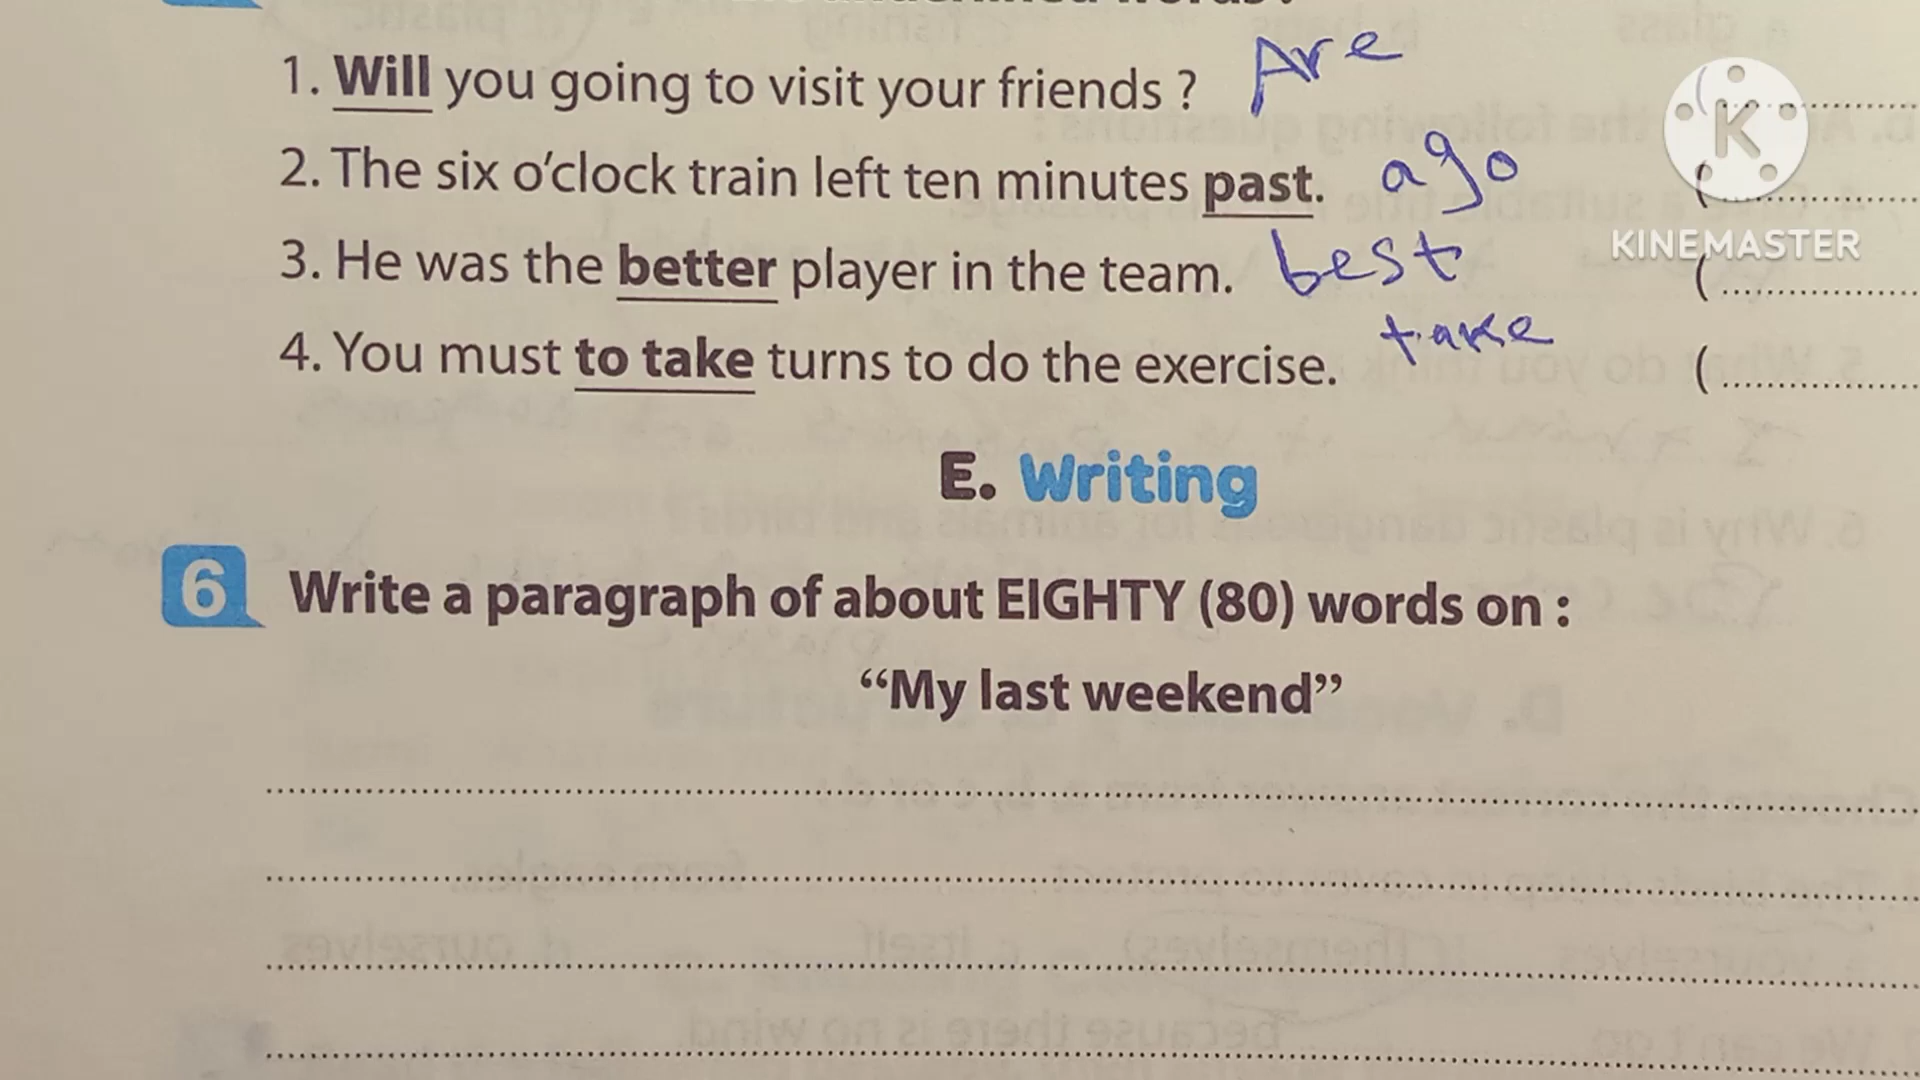 1. Will you going to visit your friends ? Are (....................
2. The six o'clock train left ten minutes past. ago (....................
3. He was the better player in the team. best (....................
4. You must to take turns to do the exercise. take (....................
K
KINEMASTER
E. Writing
6 Write a paragraph of about EIGHTY (80) words on :
“My last weekend”